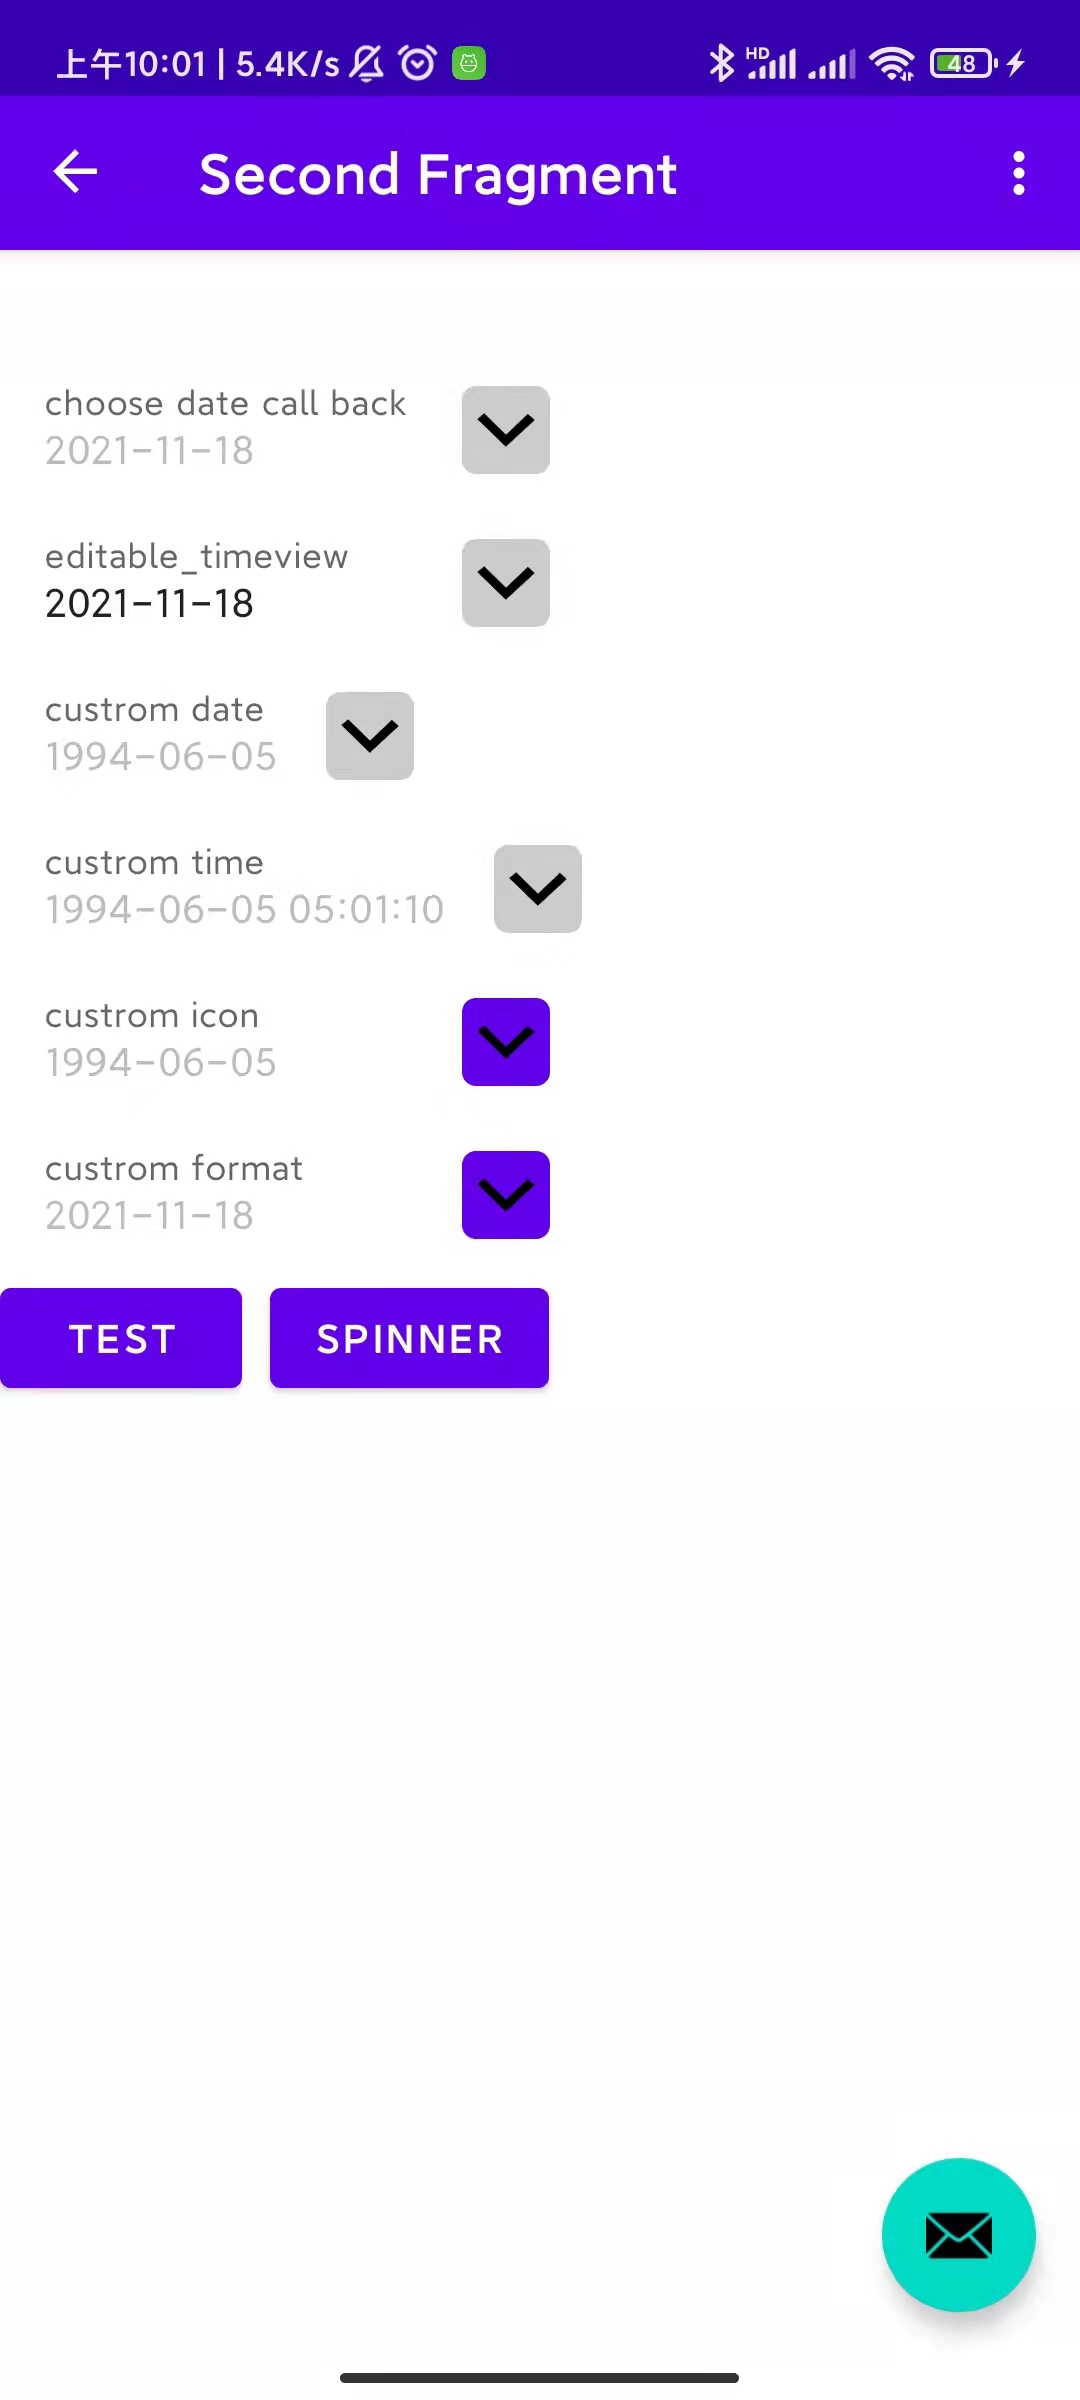 上午10:01 | 5.4K/s HD 48
Second Fragment
choose date call back
2021-11-18
editable_timeview
2021-11-18
custrom date
1994-06-05
custrom time
1994-06-05 05:01:10
custrom icon
1994-06-05
custrom format
2021-11-18
TEST SPINNER